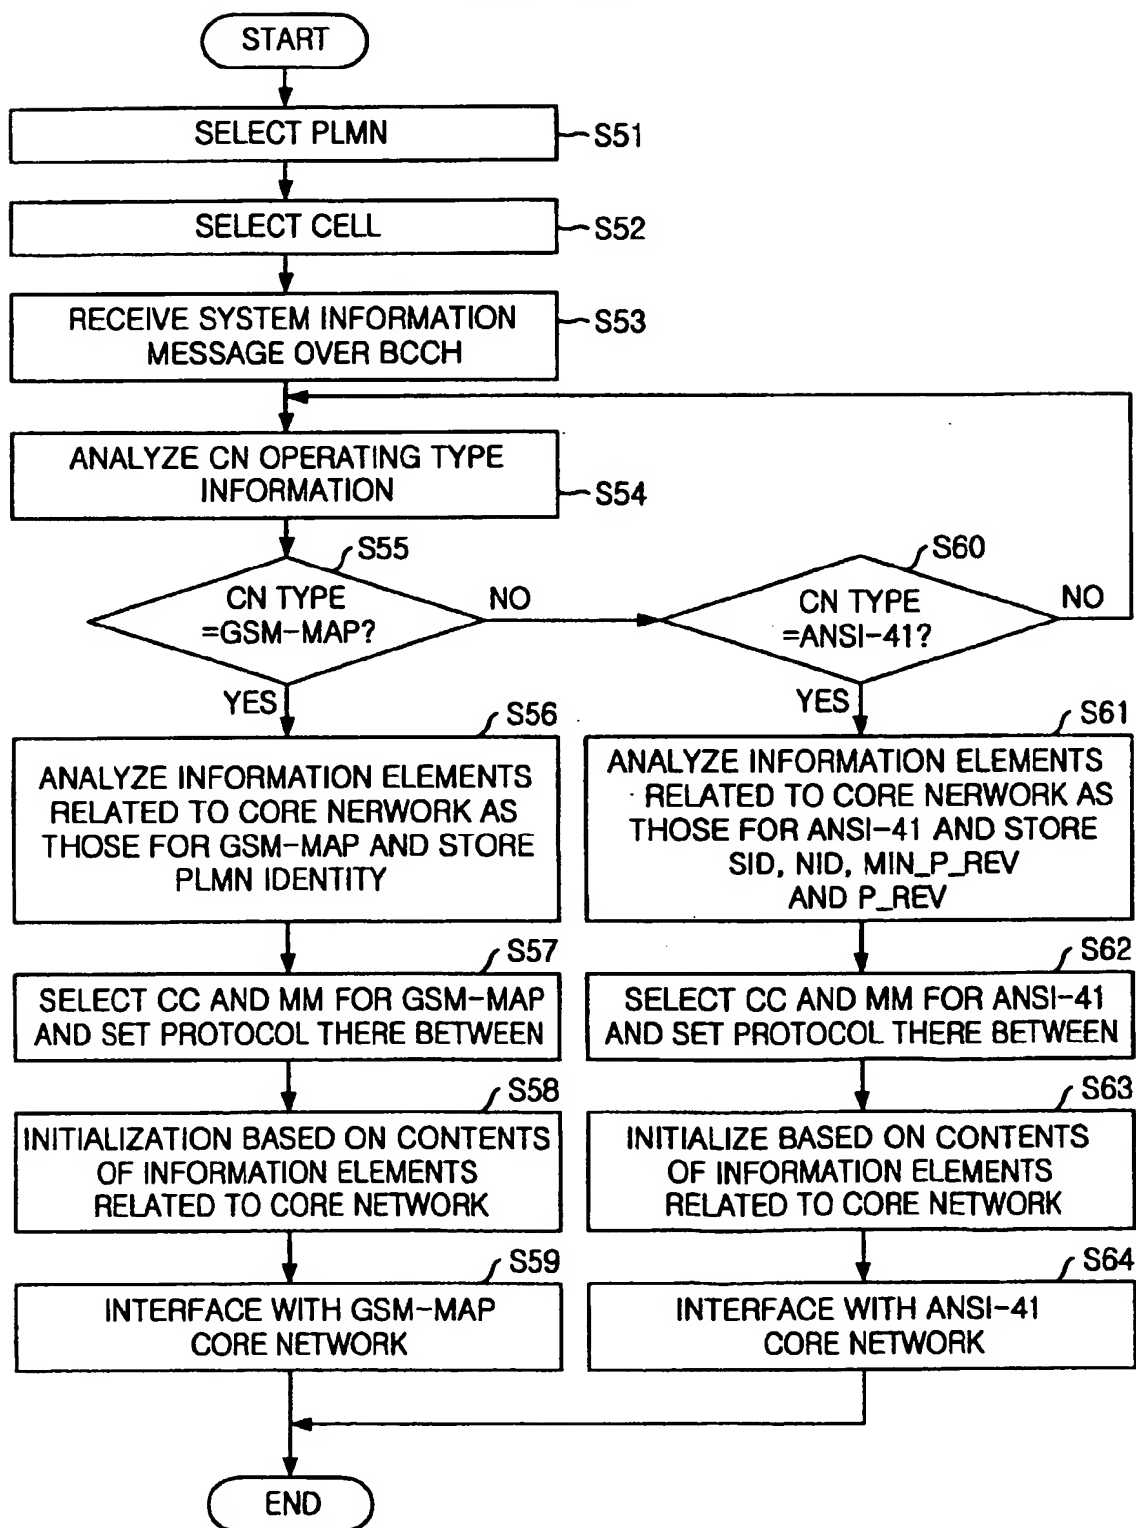 START
SELECT PLMN
S51
SELECT CELL
S52
RECEIVE SYSTEM INFORMATION
MESSAGE OVER BCCH
S53
ANALYZE CN OPERATING TYPE
INFORMATION
S54
S55
CN TYPE
=GSM-MAP?
NO
YES
S60
CN TYPE
=ANSI-41?
NO
YES
S56
ANALYZE INFORMATION ELEMENTS
RELATED TO CORE NERWORK AS
THOSE FOR GSM-MAP AND STORE
PLMN IDENTITY
S61
ANALYZE INFORMATION ELEMENTS
RELATED TO CORE NERWORK AS
THOSE FOR ANSI-41 AND STORE
SID, NID, MIN_P_REV
AND P_REV
S57
SELECT CC AND MM FOR GSM-MAP
AND SET PROTOCOL THERE BETWEEN
S62
SELECT CC AND MM FOR ANSI-41
AND SET PROTOCOL THERE BETWEEN
S58
INITIALIZATION BASED ON CONTENTS
OF INFORMATION ELEMENTS
RELATED TO CORE NETWORK
S63
INITIALIZE BASED ON CONTENTS
OF INFORMATION ELEMENTS
RELATED TO CORE NETWORK
S59
INTERFACE WITH GSM-MAP
CORE NETWORK
S64
INTERFACE WITH ANSI-41
CORE NETWORK
END